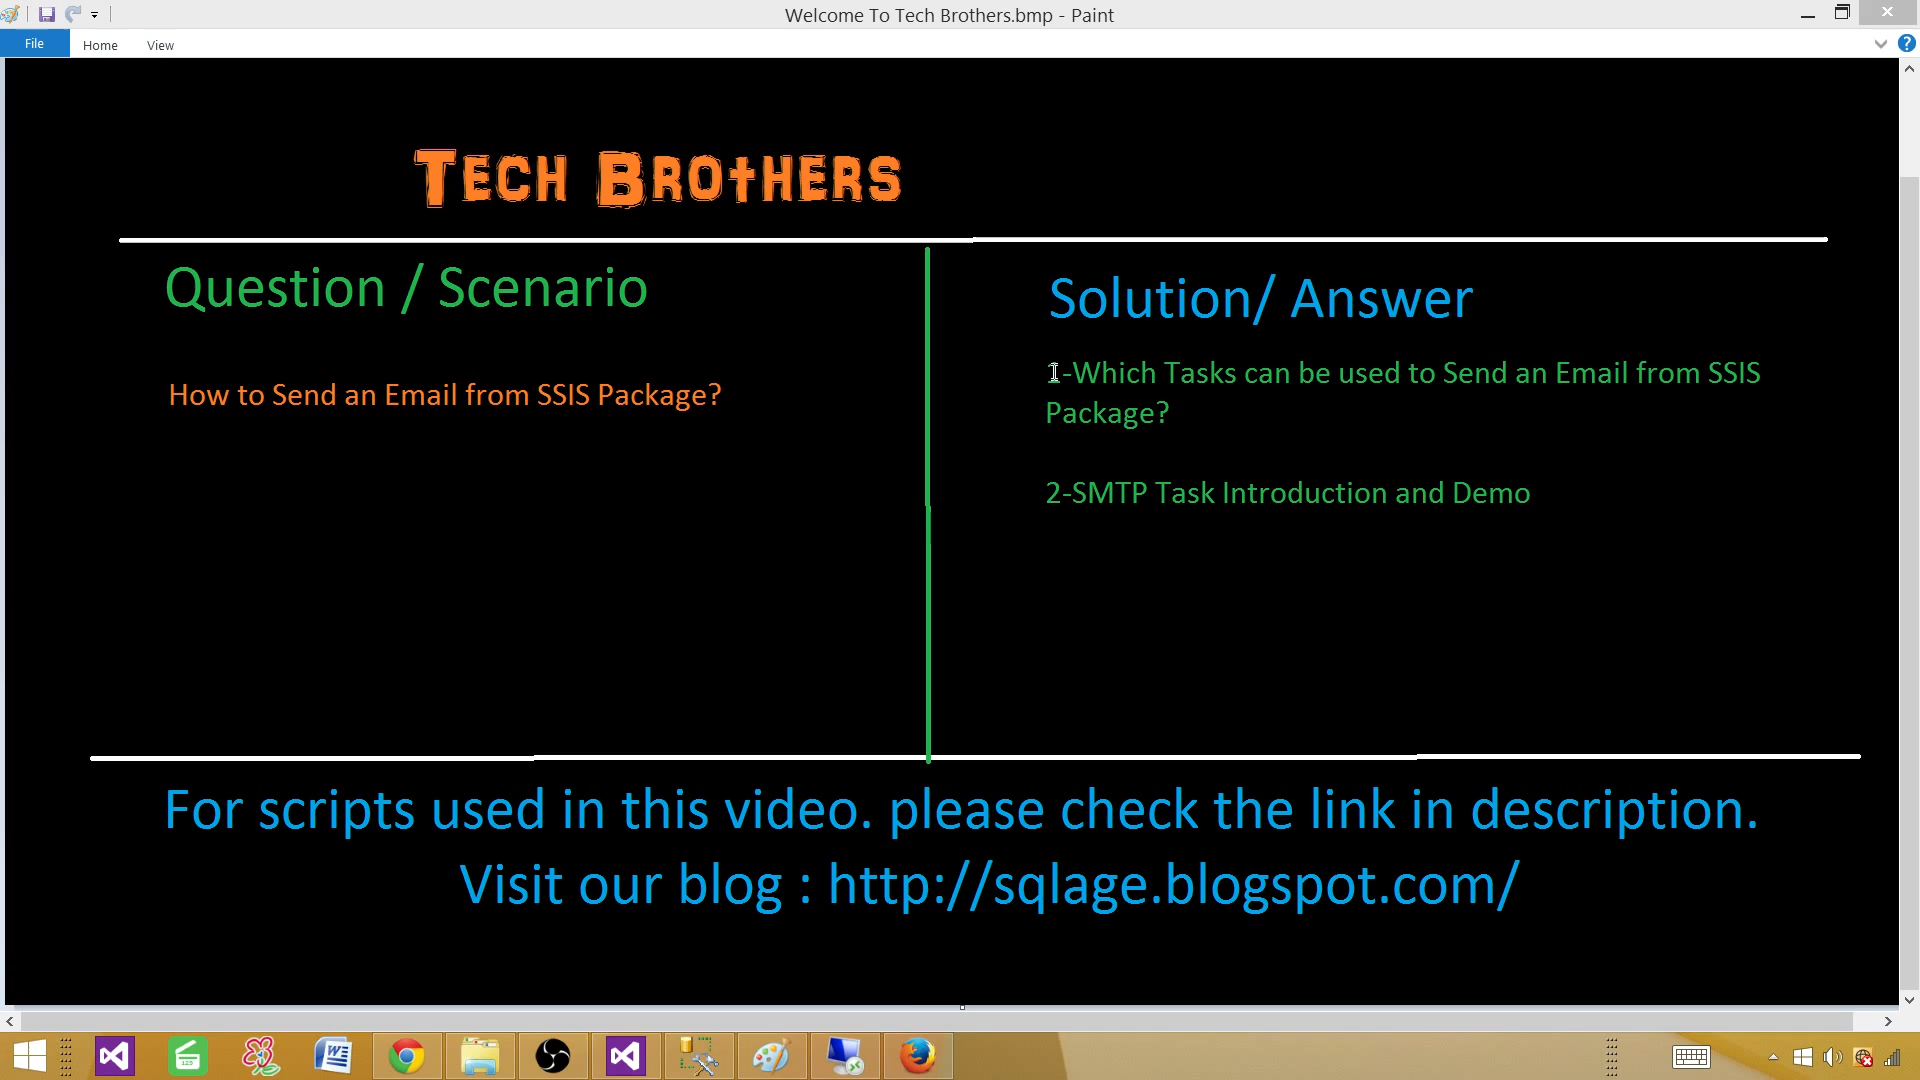 Welcome To Tech Brothers.bmp - Paint
File Home View
Tech Brothers
Question / Scenario
How to Send an Email from SSIS Package?
Solution/ Answer
1-Which Tasks can be used to Send an Email from SSIS
Package?
2-SMTP Task Introduction and Demo
For scripts used in this video. please check the link in description.
Visit our blog : http://sqlage.blogspot.com/